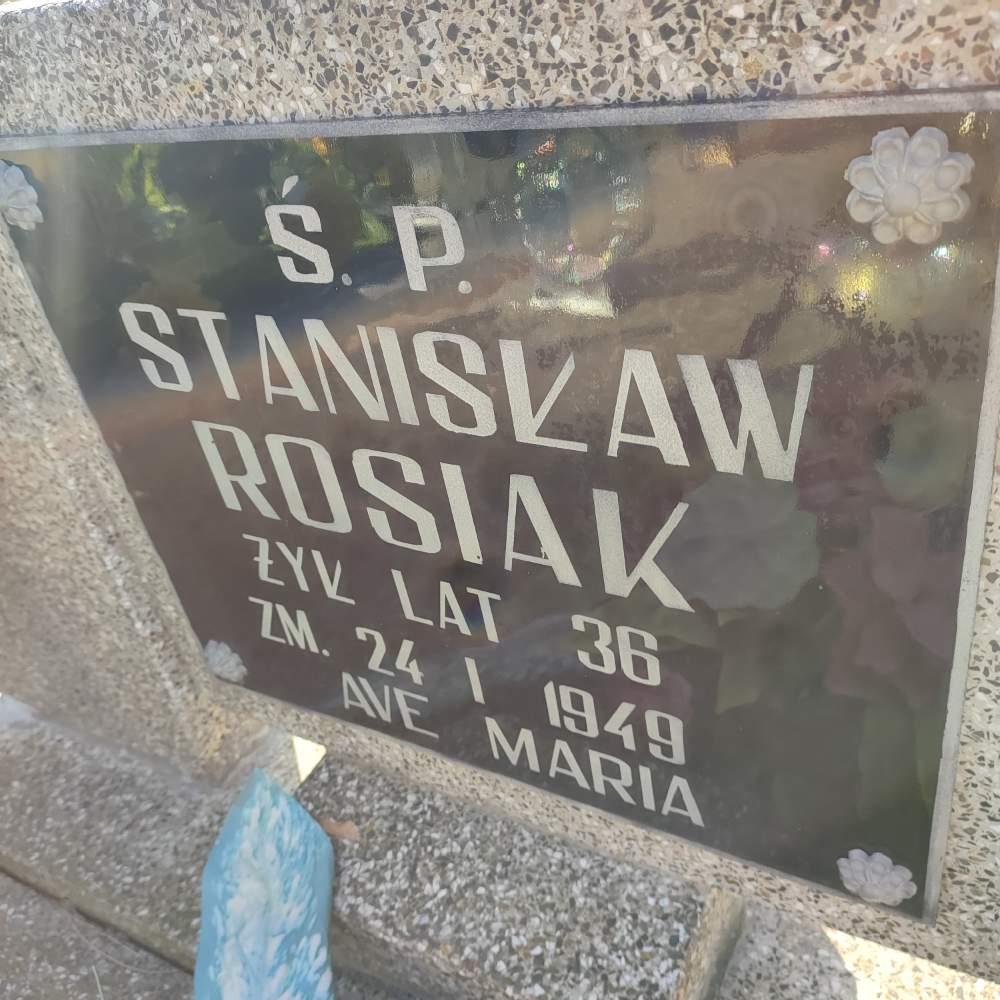 Ś. P.
STANISŁAW
ROSIAK
ŻYŁ LAT 36
ZM. 24 I 1949
AVE MARIA